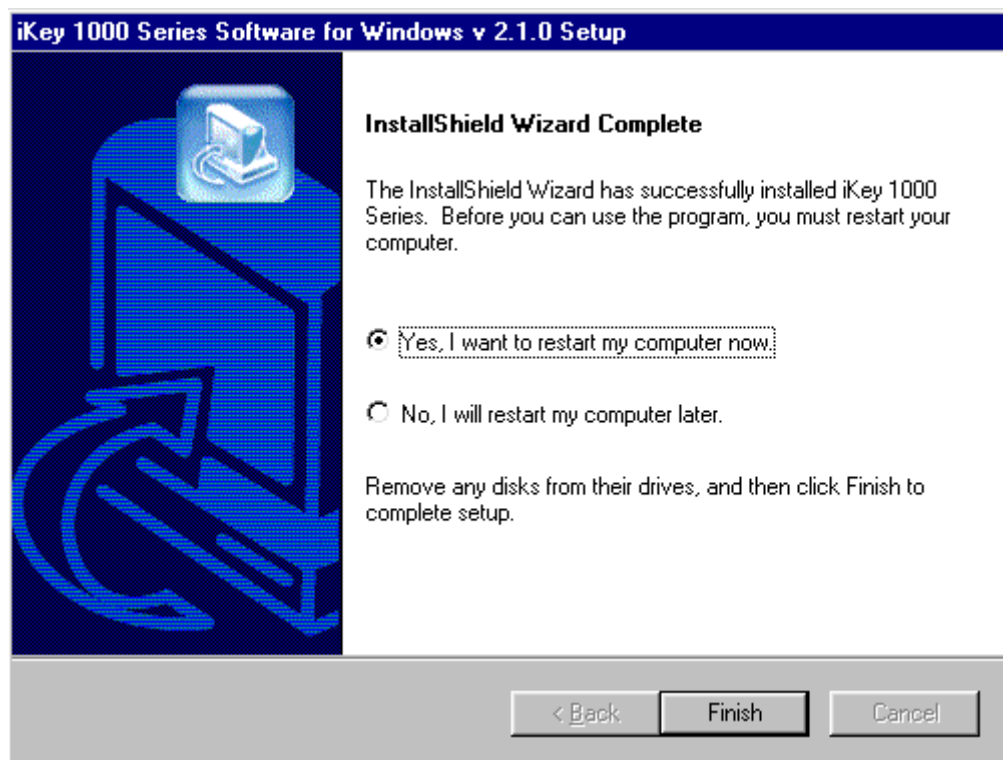 iKey 1000 Series Software for Windows v 2.1.0 Setup
InstallShield Wizard Complete
The InstallShield Wizard has successfully installed iKey 1000
Series. Before you can use the program, you must restart your
computer.
Yes, I want to restart my computer now.
No, I will restart my computer later.
Remove any disks from their drives, and then click Finish to
complete setup.
< Back Finish Cancel